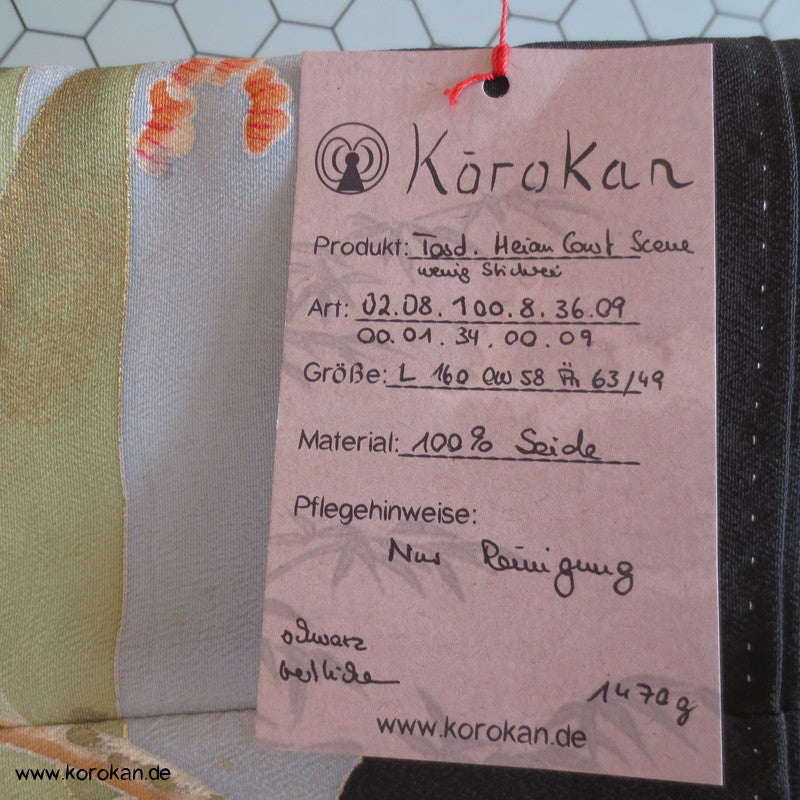 Kōrokan
Produkt: Tosd. Heian Court Scene
wenig Stickerei
Art: 02.08.100.8.36.09
00.01.34.00.09
Größe: L 160 QW 58 Äh 63/49
Material: 100% Seide
Pflegehinweise:
Nur Reinigung
schwarz
1470g
www.korokan.de
www.korokan.de